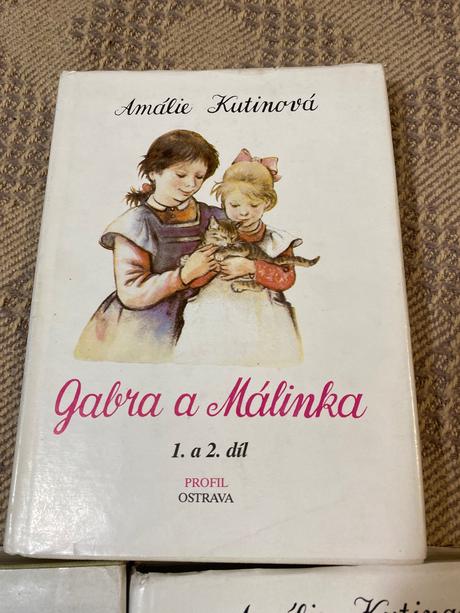 Amálie Kutinová
Gabra a Málinka
1. a 2. díl
PROFIL
OSTRAVA